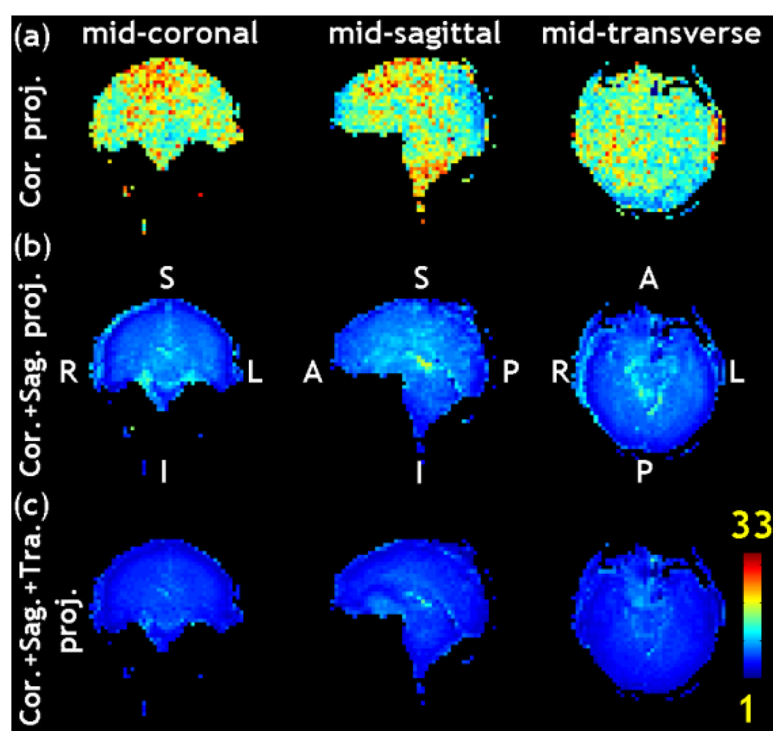 (a)
mid-coronal
mid-sagittal
mid-transverse
Cor. proj.
(b)
S
S
A
Cor.+Sag. proj.
R
L
A
P
R
L
I
I
P
(c)
Cor.+Sag.+Tra.
proj.
33
1